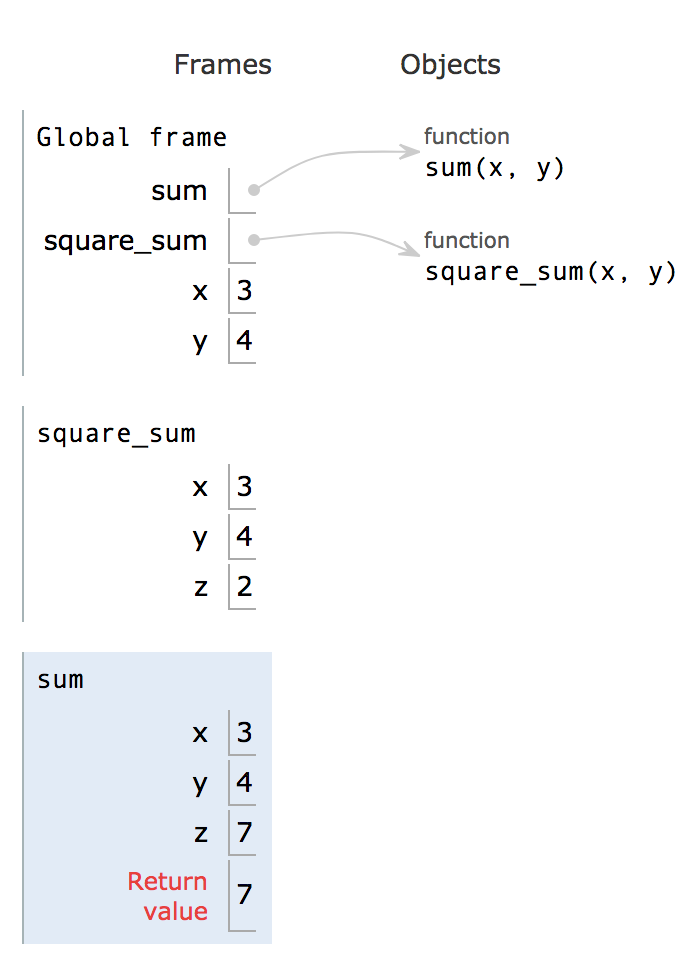 Frames Objects
Global frame
function
sum(x, y)
sum
square_sum
function
square_sum(x, y)
x 3
y 4
square_sum
x 3
y 4
z 2
sum
x 3
y 4
z 7
Return
value 7